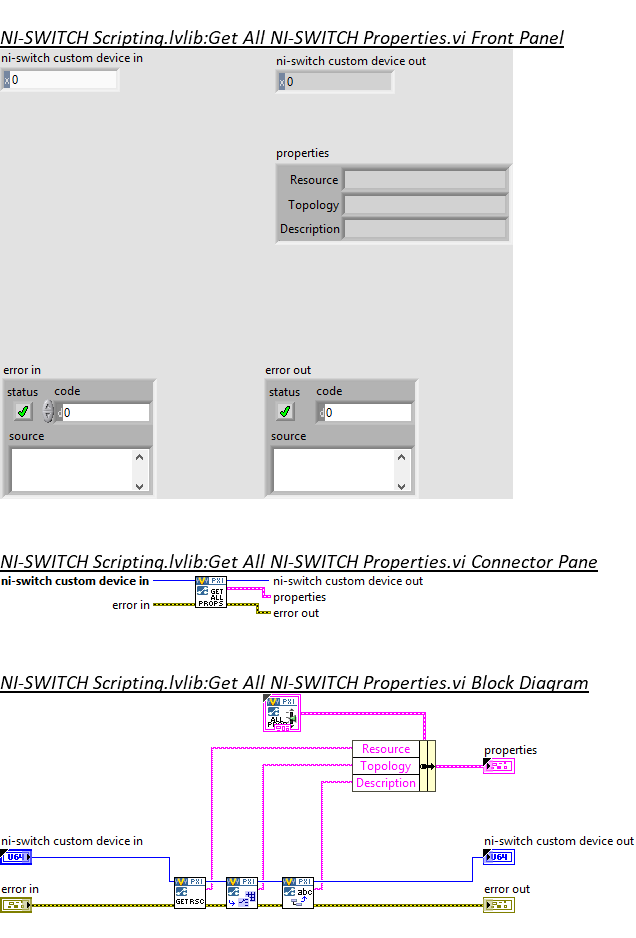 NI-SWITCH Scripting.lvlib:Get All NI-SWITCH Properties.vi Front Panel
ni-switch custom device in
ni-switch custom device out
x 0
x 0
properties
Resource
Topology
Description
error in
error out
status code
status code
d 0
d 0
source
source
NI-SWITCH Scripting.lvlib:Get All NI-SWITCH Properties.vi Connector Pane
ni-switch custom device in
ni-switch custom device out
PXI
GET
ALL
PROPS
properties
error in
error out
NI-SWITCH Scripting.lvlib:Get All NI-SWITCH Properties.vi Block Diagram
PXI
ALL
Resource
properties
Topology
Description
ni-switch custom device in
ni-switch custom device out
U64
U64
PXI
PXI
PXI
GET RSC
abc
error in
error out